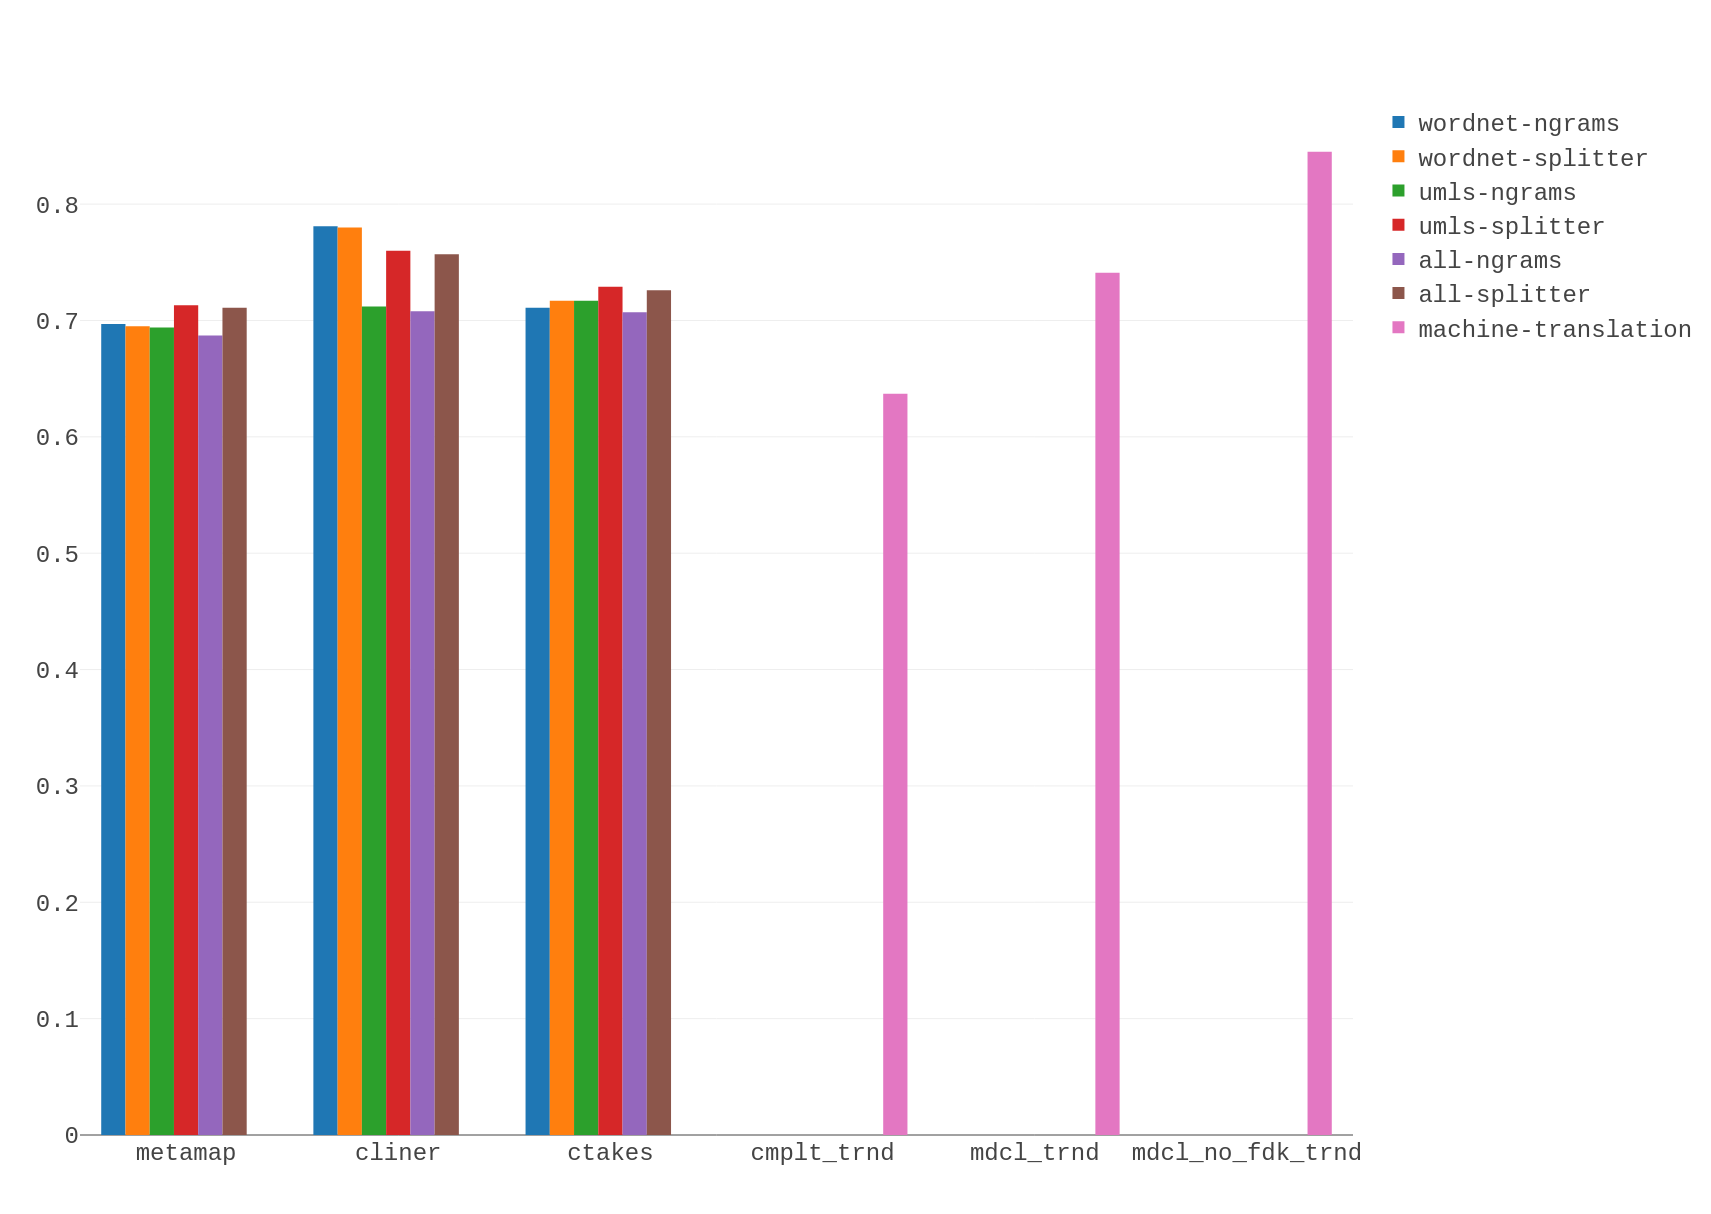 wordnet-ngrams
wordnet-splitter
umls-ngrams
umls-splitter
all-ngrams
all-splitter
machine-translation
0.8
0.7
0.6
0.5
0.4
0.3
0.2
0.1
0
metamap cliner ctakes cmplt_trnd mdcl_trnd mdcl_no_fdk_trnd